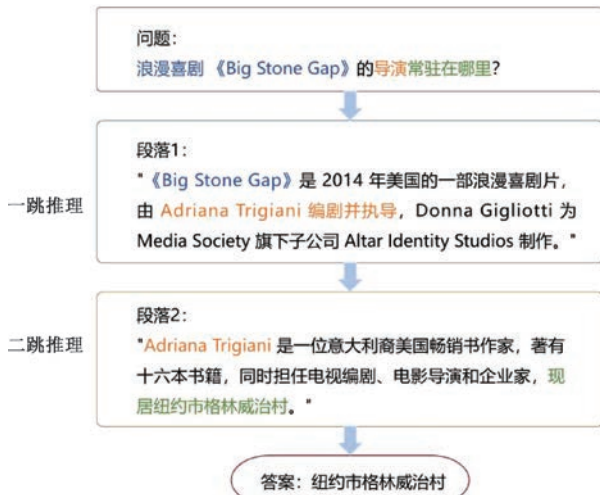 问题：
浪漫喜剧 《Big Stone Gap》的导演常驻在哪里？
一跳推理
段落1：
"《Big Stone Gap》是 2014 年美国的一部浪漫喜剧片，
由 Adriana Trigiani 编剧并执导，Donna Gigliotti 为
Media Society 旗下子公司 Altar Identity Studios 制作。"
二跳推理
段落2：
"Adriana Trigiani 是一位意大利裔美国畅销书作家，著有
十六本书籍，同时担任电视编剧、电影导演和企业家，现
居纽约市格林威治村。"
答案：纽约市格林威治村